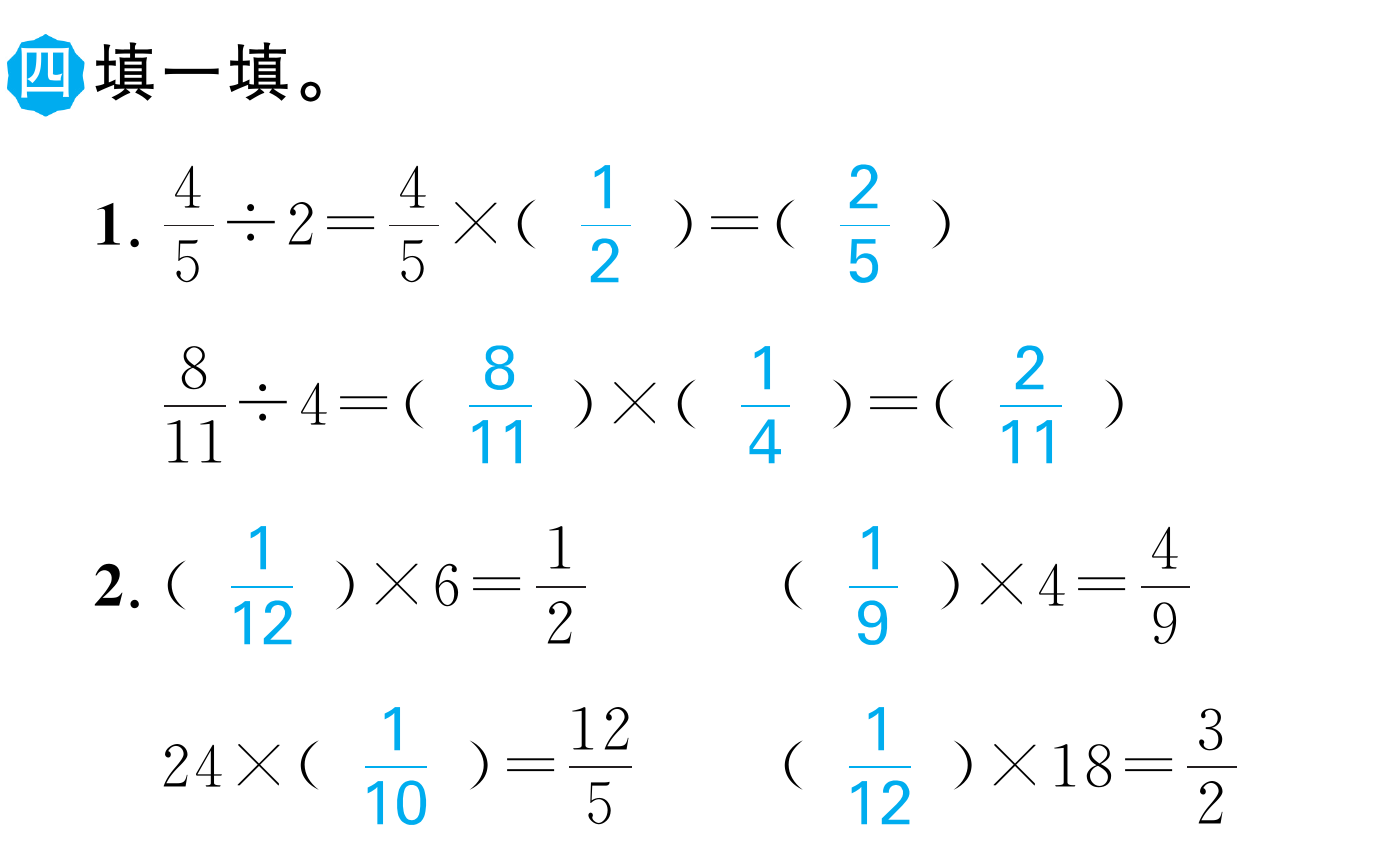 四 填一填。
1. 4/5÷2=4/5×( 1/2 )=( 2/5 )
8/11÷4=( 8/11 )×( 1/4 )=( 2/11 )
2. ( 1/12 )×6=1/2 ( 1/9 )×4=4/9
24×( 1/10 )=12/5 ( 1/12 )×18=3/2